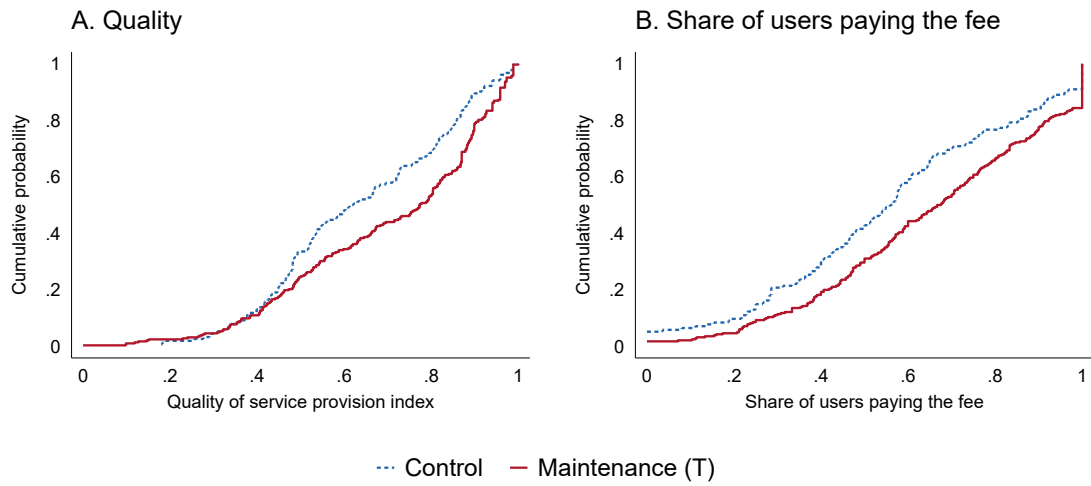 A. Quality
Cumulative probability
1
.8
.6
.4
.2
0
0 .2 .4 .6 .8 1
Quality of service provision index
B. Share of users paying the fee
Cumulative probability
1
.8
.6
.4
.2
0
0 .2 .4 .6 .8 1
Share of users paying the fee
Control Maintenance (T)